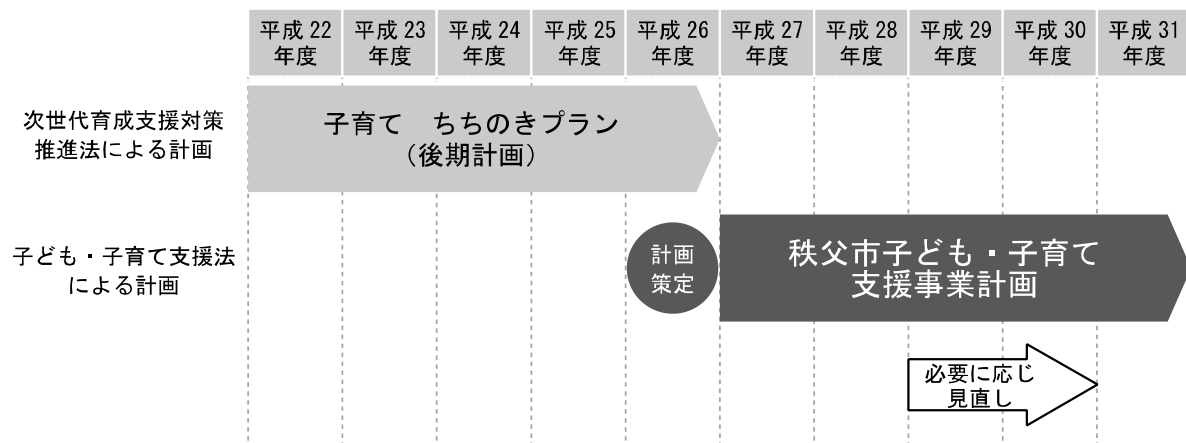 平成 22
年度
平成 23
年度
平成 24
年度
平成 25
年度
平成 26
年度
平成 27
年度
平成 28
年度
平成 29
年度
平成 30
年度
平成 31
年度
次世代育成支援対策
推進法による計画
子育て　ちちのきプラン
（後期計画）
子ども・子育て支援法
による計画
計画
策定
秩父市子ども・子育て
支援事業計画
必要に応じ
見直し